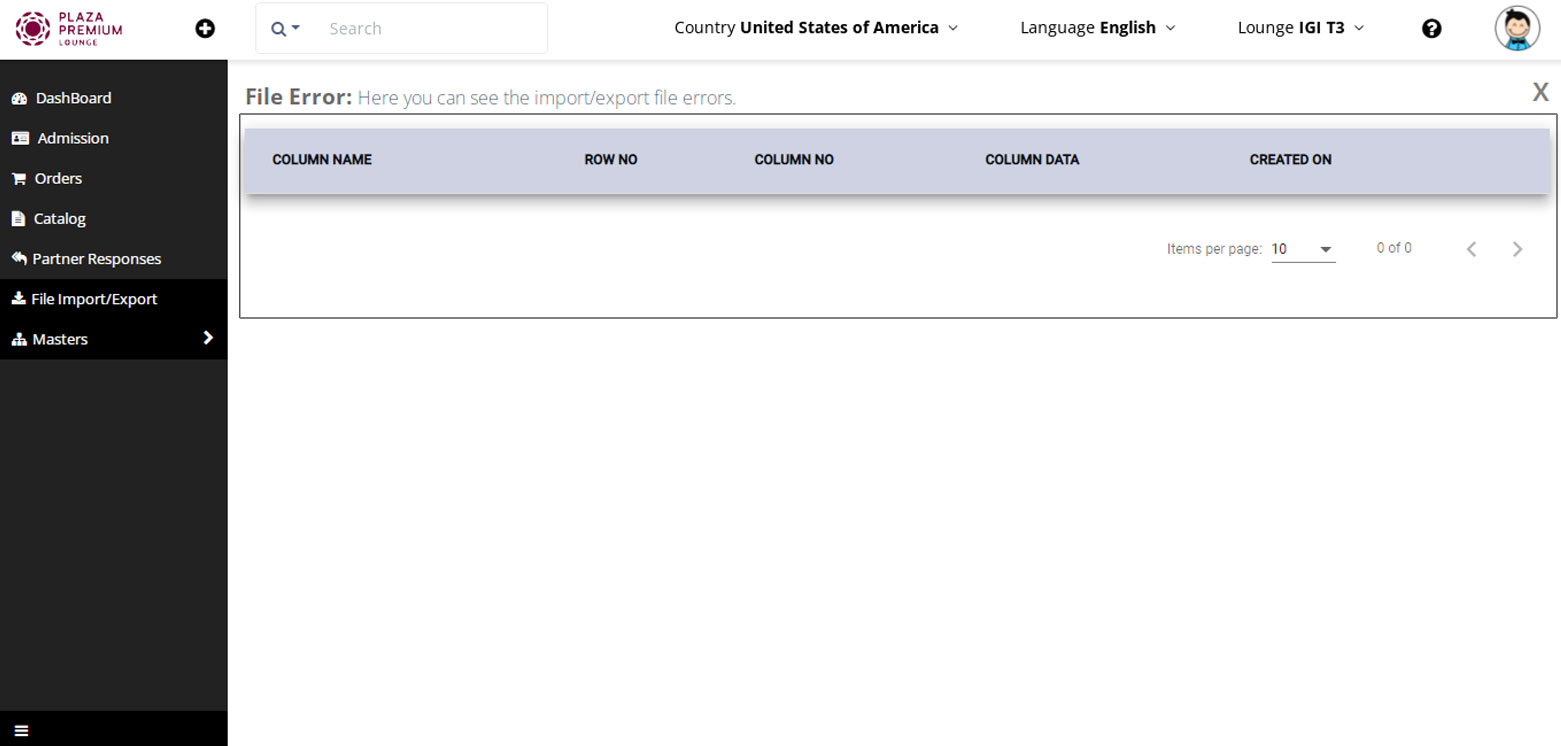 PLAZA
PREMIUM
LOUNGE
Search
Country United States of America
Language English
Lounge IGI T3
DashBoard
Admission
Orders
Catalog
Partner Responses
File Import/Export
Masters
File Error: Here you can see the import/export file errors.
X
COLUMN NAME ROW NO COLUMN NO COLUMN DATA CREATED ON
Items per page: 10 0 of 0